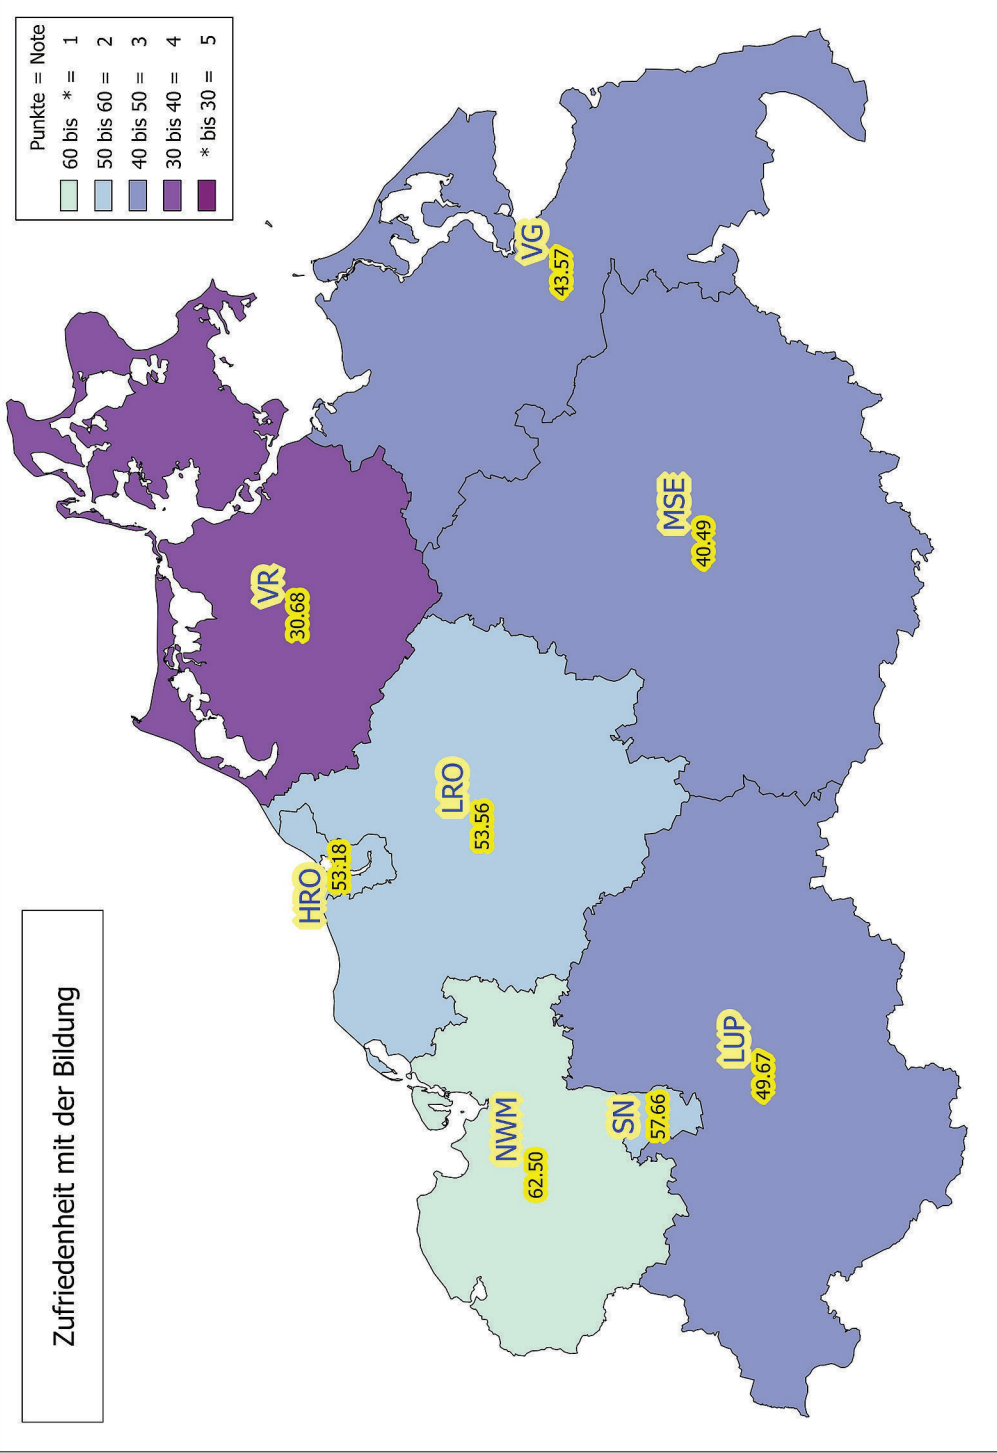 Zufriedenheit mit der Bildung
Punkte = Note
60 bis * = 1
50 bis 60 = 2
40 bis 50 = 3
30 bis 40 = 4
* bis 30 = 5
VR
30.68
HRO
53.18
LRO
53.56
VG
43.57
NWM
62.50
SN
57.66
MSE
40.49
LUP
49.67